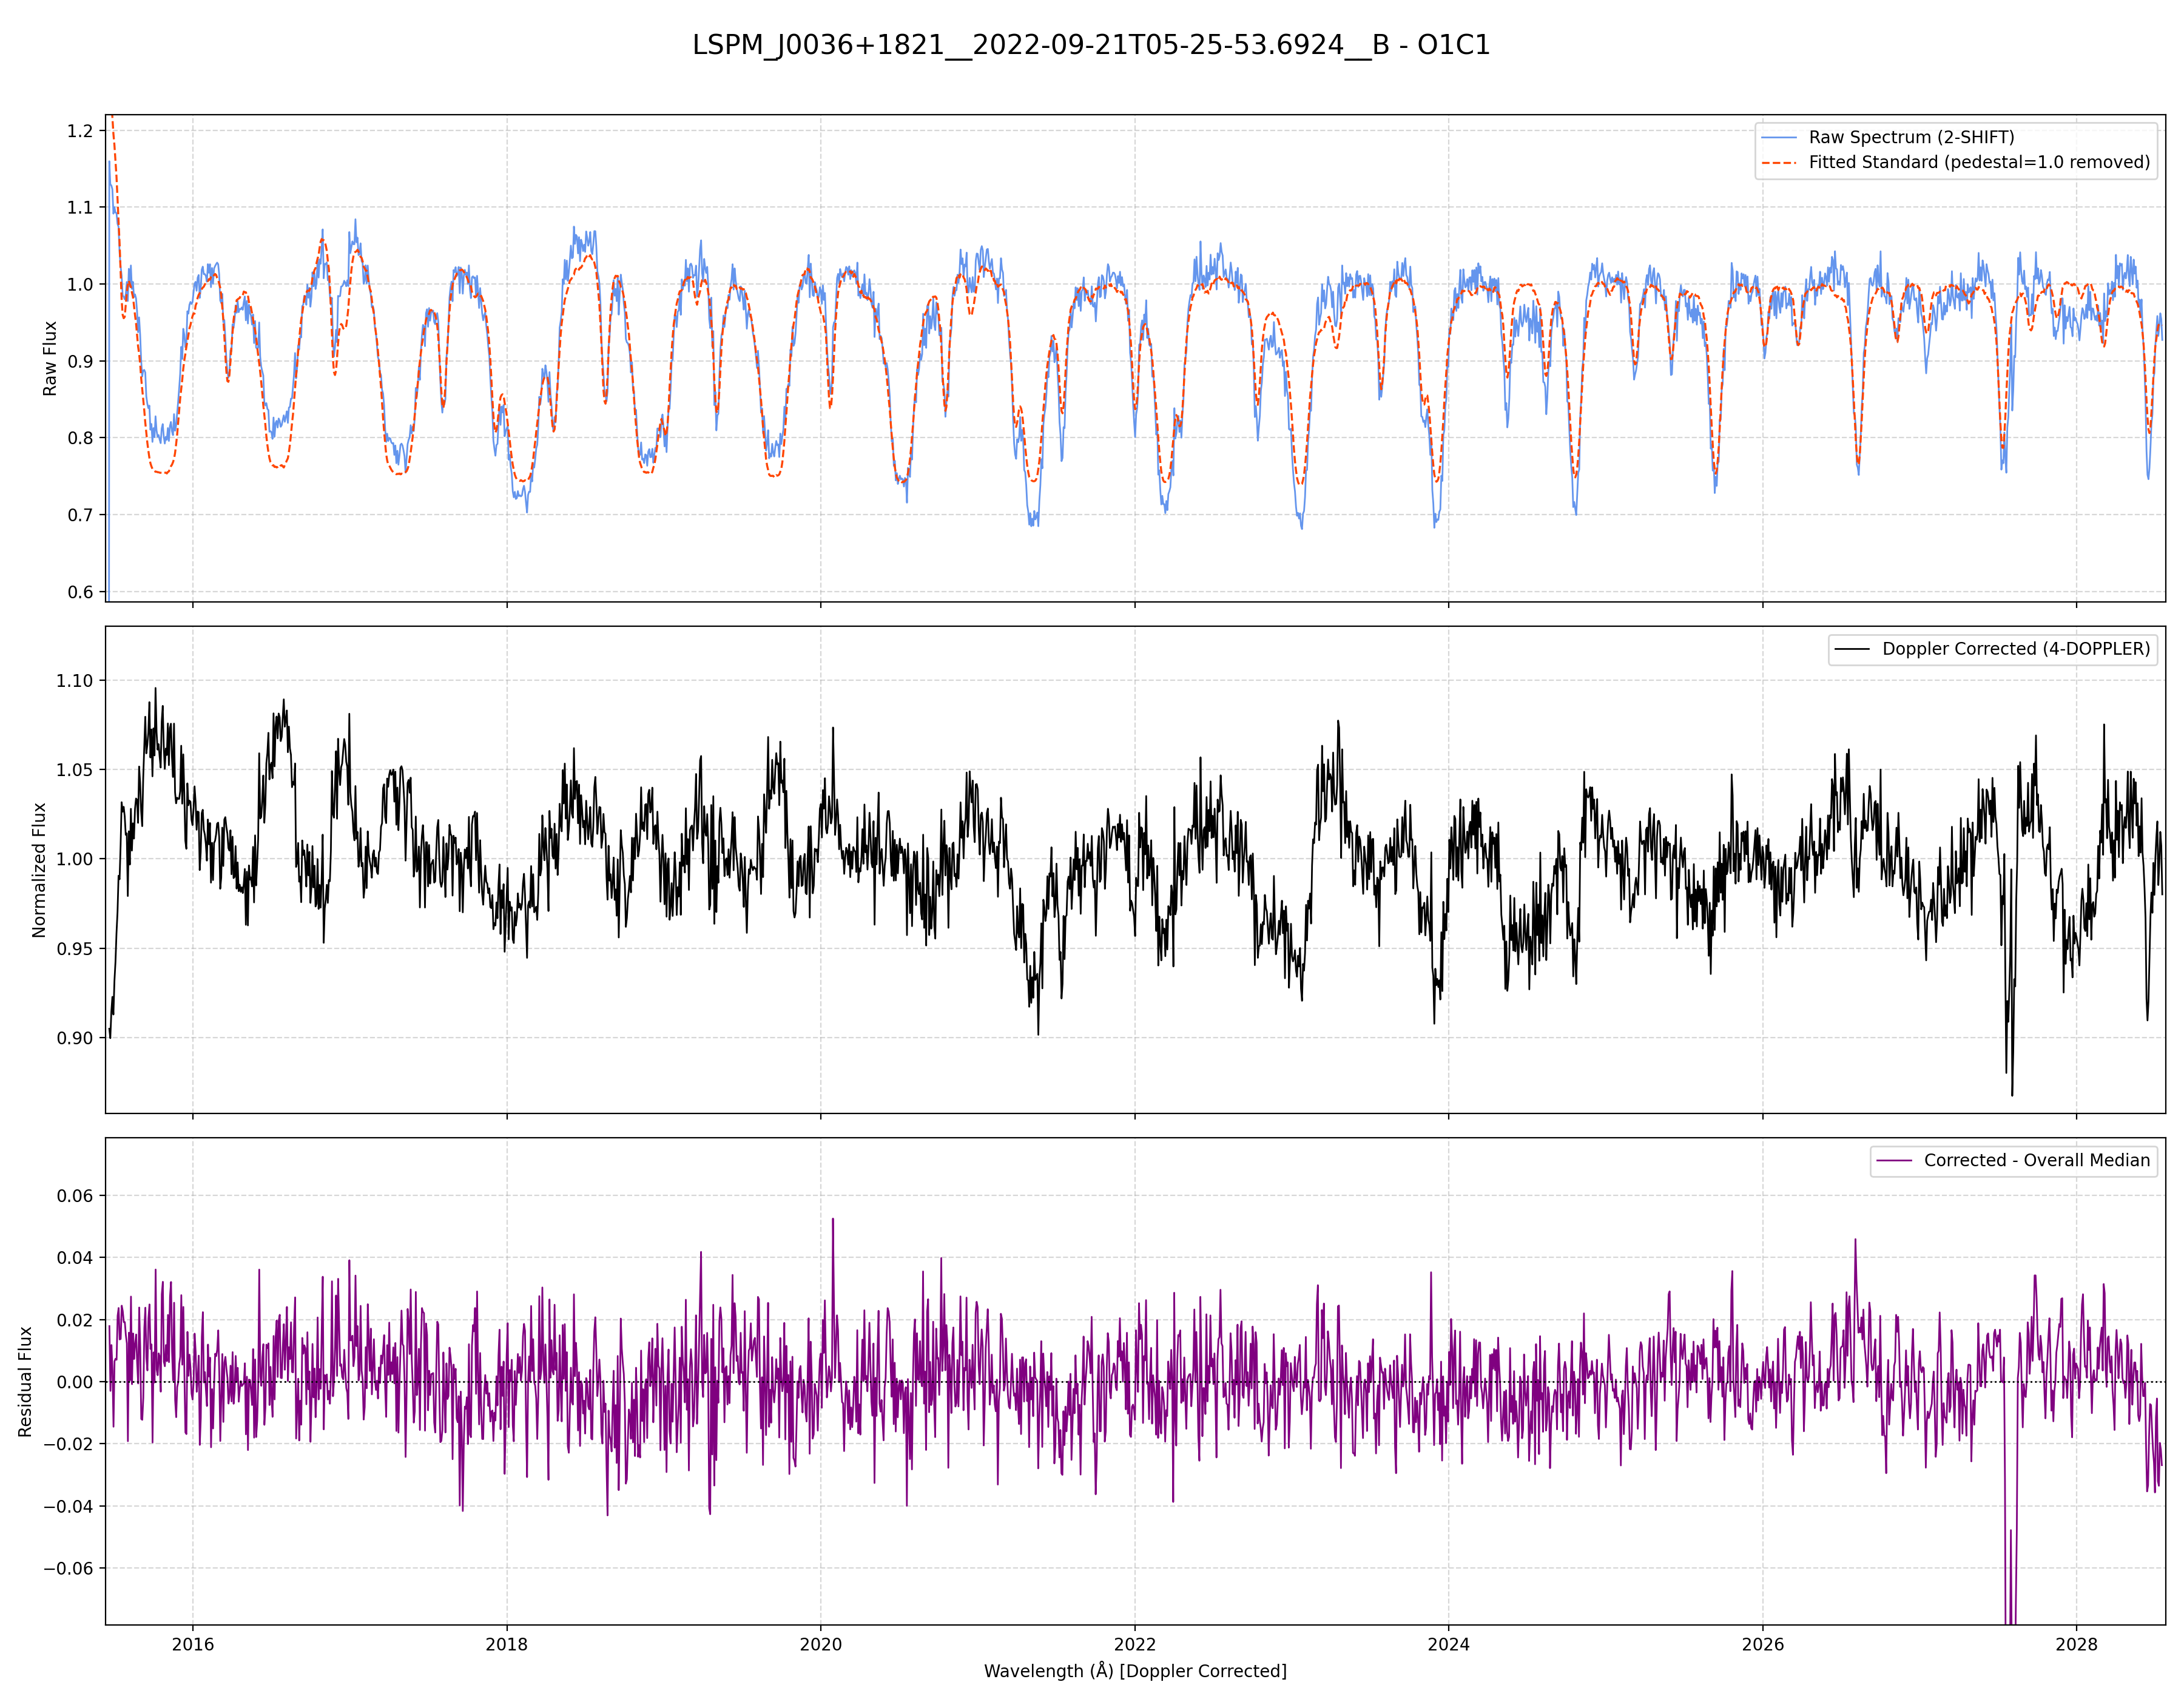 LSPM_J0036+1821__2022-09-21T05-25-53.6924__B - O1C1
Raw Flux
1.2
1.1
1.0
0.9
0.8
0.7
0.6
Raw Spectrum (2-SHIFT)
Fitted Standard (pedestal=1.0 removed)
Normalized Flux
1.10
1.05
1.00
0.95
0.90
Doppler Corrected (4-DOPPLER)
Residual Flux
0.06
0.04
0.02
0.00
−0.02
−0.04
−0.06
Corrected - Overall Median
2016 2018 2020 2022 2024 2026 2028
Wavelength (Å) [Doppler Corrected]